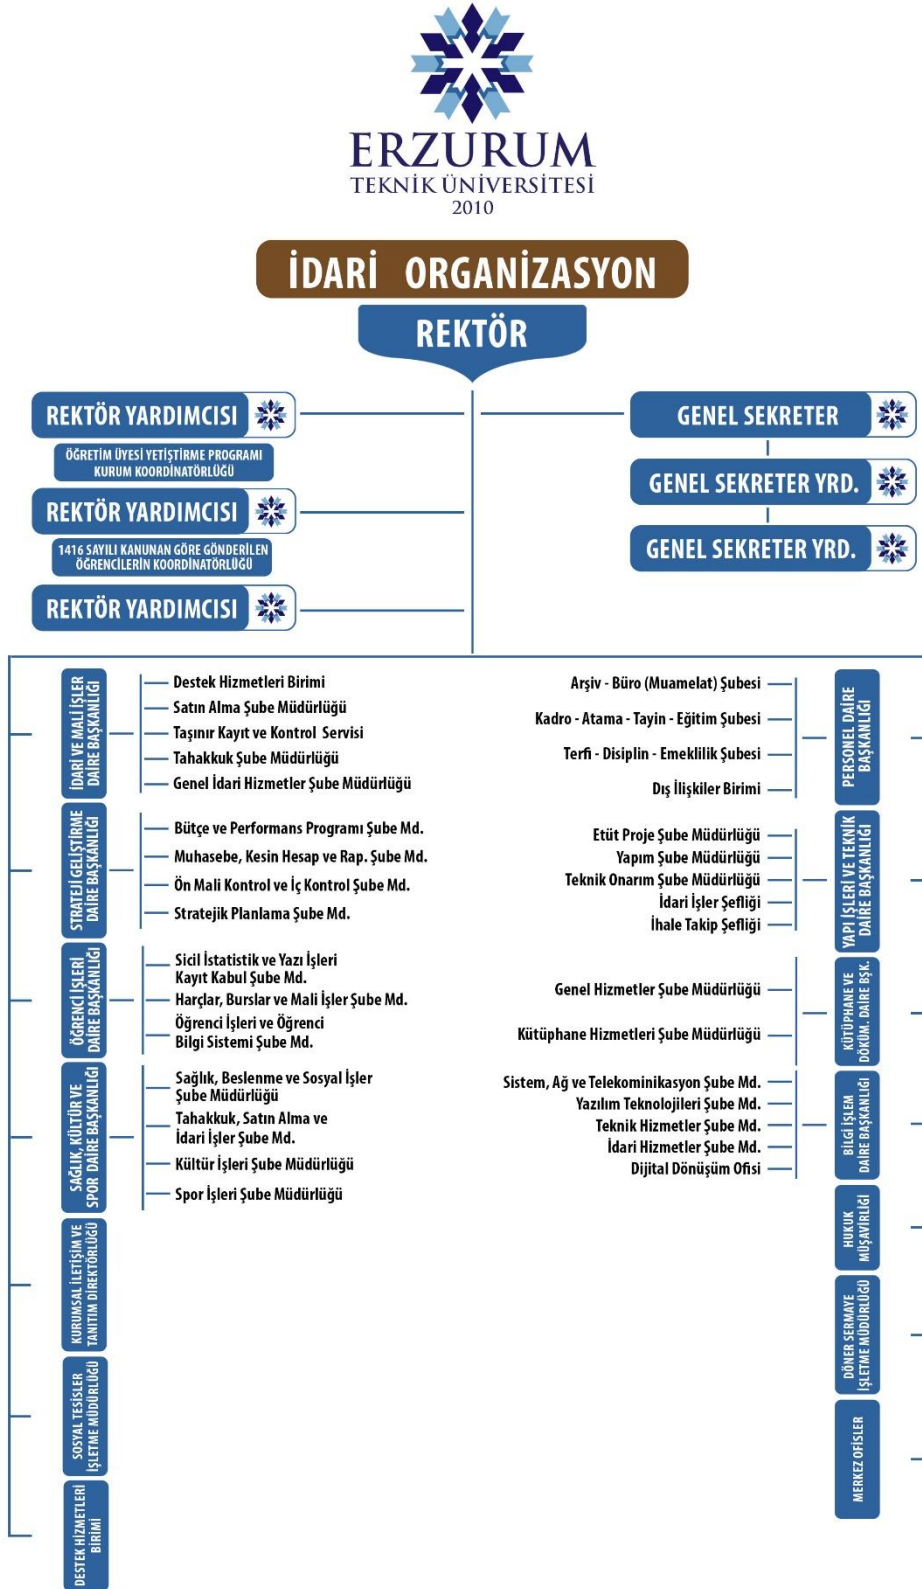 ERZURUM
TEKNİK ÜNİVERSİTESİ
2010
İDARİ ORGANİZASYON
REKTÖR
REKTÖR YARDIMCISI
ÖĞRETİM ÜYESİ YETİŞTİRME PROGRAMI
KURUM KOORDİNATÖRLÜĞÜ
REKTÖR YARDIMCISI
1416 SAYILI KANUNAN GÖRE GÖNDERİLEN
ÖĞRENCİLERİN KOORDİNATÖRLÜĞÜ
REKTÖR YARDIMCISI
GENEL SEKRETER
GENEL SEKRETER YRD.
GENEL SEKRETER YRD.
İDARİ VE MALİ İŞLER
DAİRE BAŞKANLIĞI
Destek Hizmetleri Birimi
Satın Alma Şube Müdürlüğü
Taşınır Kayıt ve Kontrol Servisi
Tahakkuk Şube Müdürlüğü
Genel İdari Hizmetler Şube Müdürlüğü
STRATEJİ GELİŞTİRME
DAİRE BAŞKANLIĞI
Bütçe ve Performans Programı Şube Md.
Muhasebe, Kesin Hesap ve Rap. Şube Md.
Ön Mali Kontrol ve İç Kontrol Şube Md.
Stratejik Planlama Şube Md.
ÖĞRENCİ İŞLERİ
DAİRE BAŞKANLIĞI
Sicil İstatistik ve Yazı İşleri
Kayıt Kabul Şube Md.
Harçlar, Burslar ve Mali İşler Şube Md.
Öğrenci İşleri ve Öğrenci
Bilgi Sistemi Şube Md.
SAĞLIK, KÜLTÜR VE
SPOR DAİRE BAŞKANLIĞI
Sağlık, Beslenme ve Sosyal İşler
Şube Müdürlüğü
Tahakkuk, Satın Alma ve
İdari İşler Şube Md.
Kültür İşleri Şube Müdürlüğü
Spor İşleri Şube Müdürlüğü
KURUMSAL İLETİŞİM VE
TANITIM DİREKTÖRLÜĞÜ
SOSYAL TESİSLER
İŞLETME MÜDÜRLÜĞÜ
DESTEK HİZMETLERİ
BİRİMİ
Arşiv - Büro (Muamelat) Şubesi
Kadro - Atama - Tayin - Eğitim Şubesi
Terfi - Disiplin - Emeklilik Şubesi
Dış İlişkiler Birimi
PERSONEL DAİRE
BAŞKANLIĞI
Etüt Proje Şube Müdürlüğü
Yapım Şube Müdürlüğü
Teknik Onarım Şube Müdürlüğü
İdari İşler Şefliği
İhale Takip Şefliği
YAPI İŞLERİ VE TEKNİK
DAİRE BAŞKANLIĞI
Genel Hizmetler Şube Müdürlüğü
Kütüphane Hizmetleri Şube Müdürlüğü
KÜTÜPHANE VE
DÖKÜM. DAİRE BŞK.
Sistem, Ağ ve Telekominikasyon Şube Md.
Yazılım Teknolojileri Şube Md.
Teknik Hizmetler Şube Md.
İdari Hizmetler Şube Md.
Dijital Dönüşüm Ofisi
BİLGİ İŞLEM
DAİRE BAŞKANLIĞI
HUKUK
MÜŞAVİRLİĞİ
DÖNER SERMAYE
İŞLETME MÜDÜRLÜĞÜ
MERKEZ OFİSLER